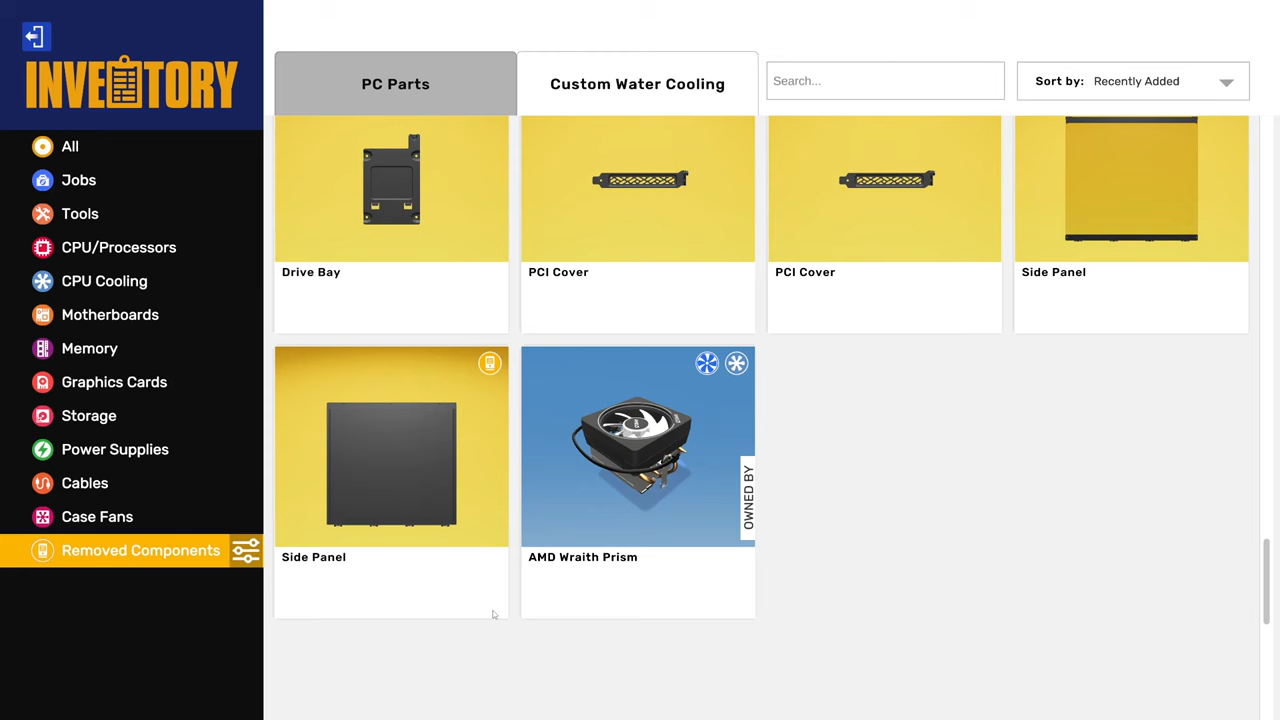 INVENTORY
All
Jobs
Tools
CPU/Processors
CPU Cooling
Motherboards
Memory
Graphics Cards
Storage
Power Supplies
Cables
Case Fans
Removed Components
PC Parts
Custom Water Cooling
Search...
Sort by: Recently Added
Drive Bay
PCI Cover
PCI Cover
Side Panel
Side Panel
AMD Wraith Prism
OWNED BY